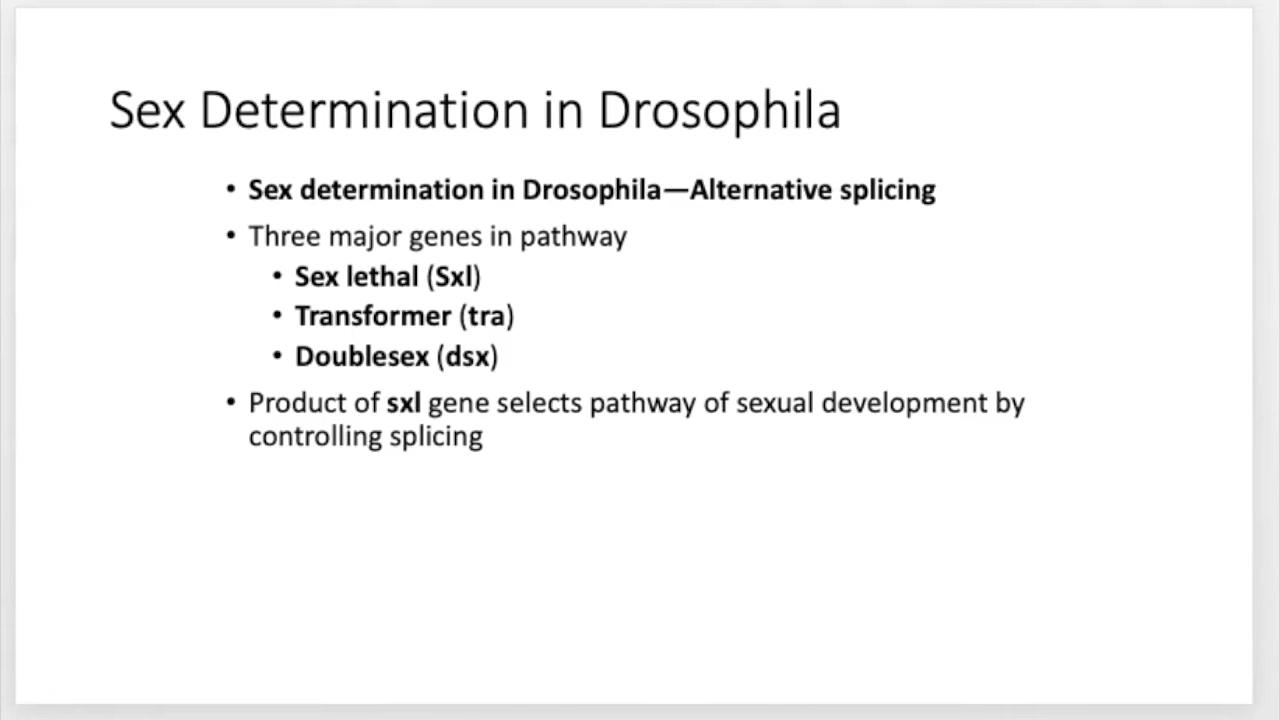 Sex Determination in Drosophila
• Sex determination in Drosophila—Alternative splicing
• Three major genes in pathway
• Sex lethal (Sxl)
• Transformer (tra)
• Doublesex (dsx)
• Product of sxl gene selects pathway of sexual development by
controlling splicing